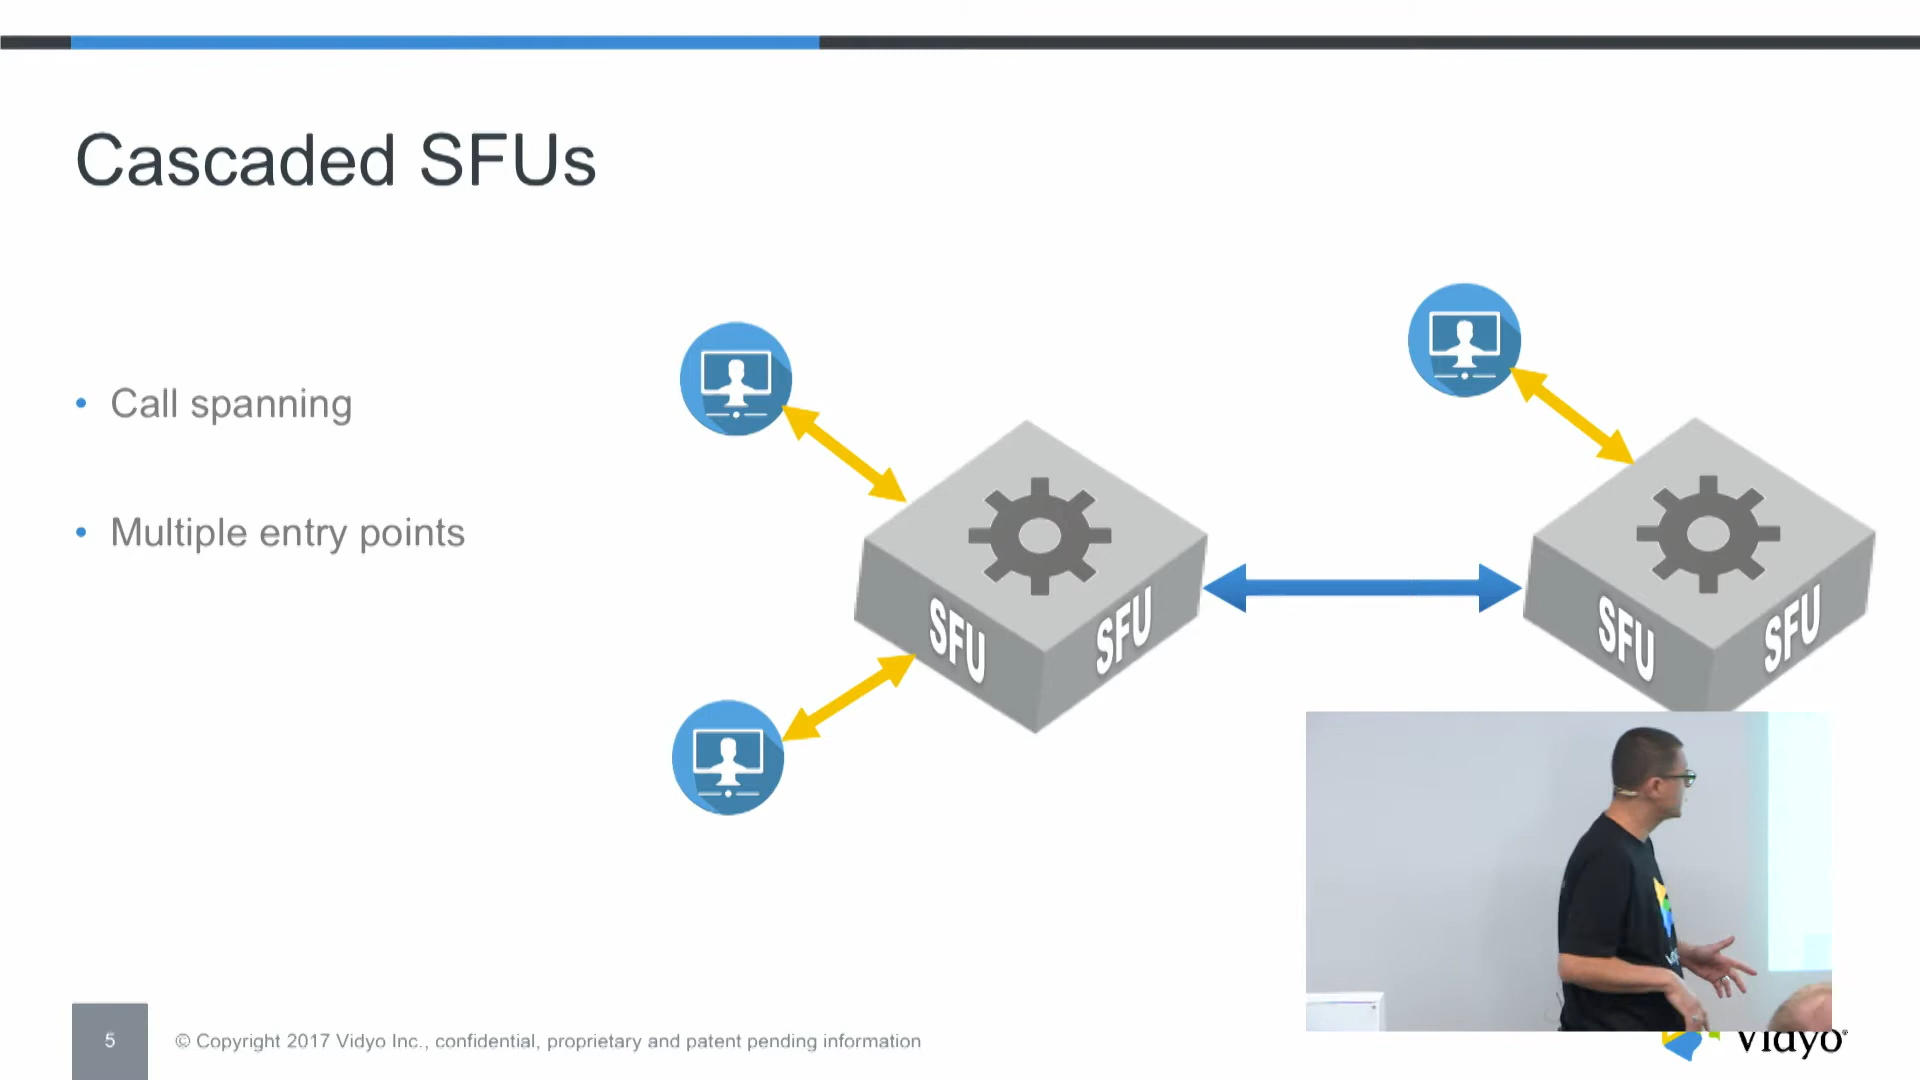 Cascaded SFUs
• Call spanning
• Multiple entry points
SFU
SFU
SFU
SFU
5
© Copyright 2017 Vidyo Inc., confidential, proprietary and patent pending information
Vidyo